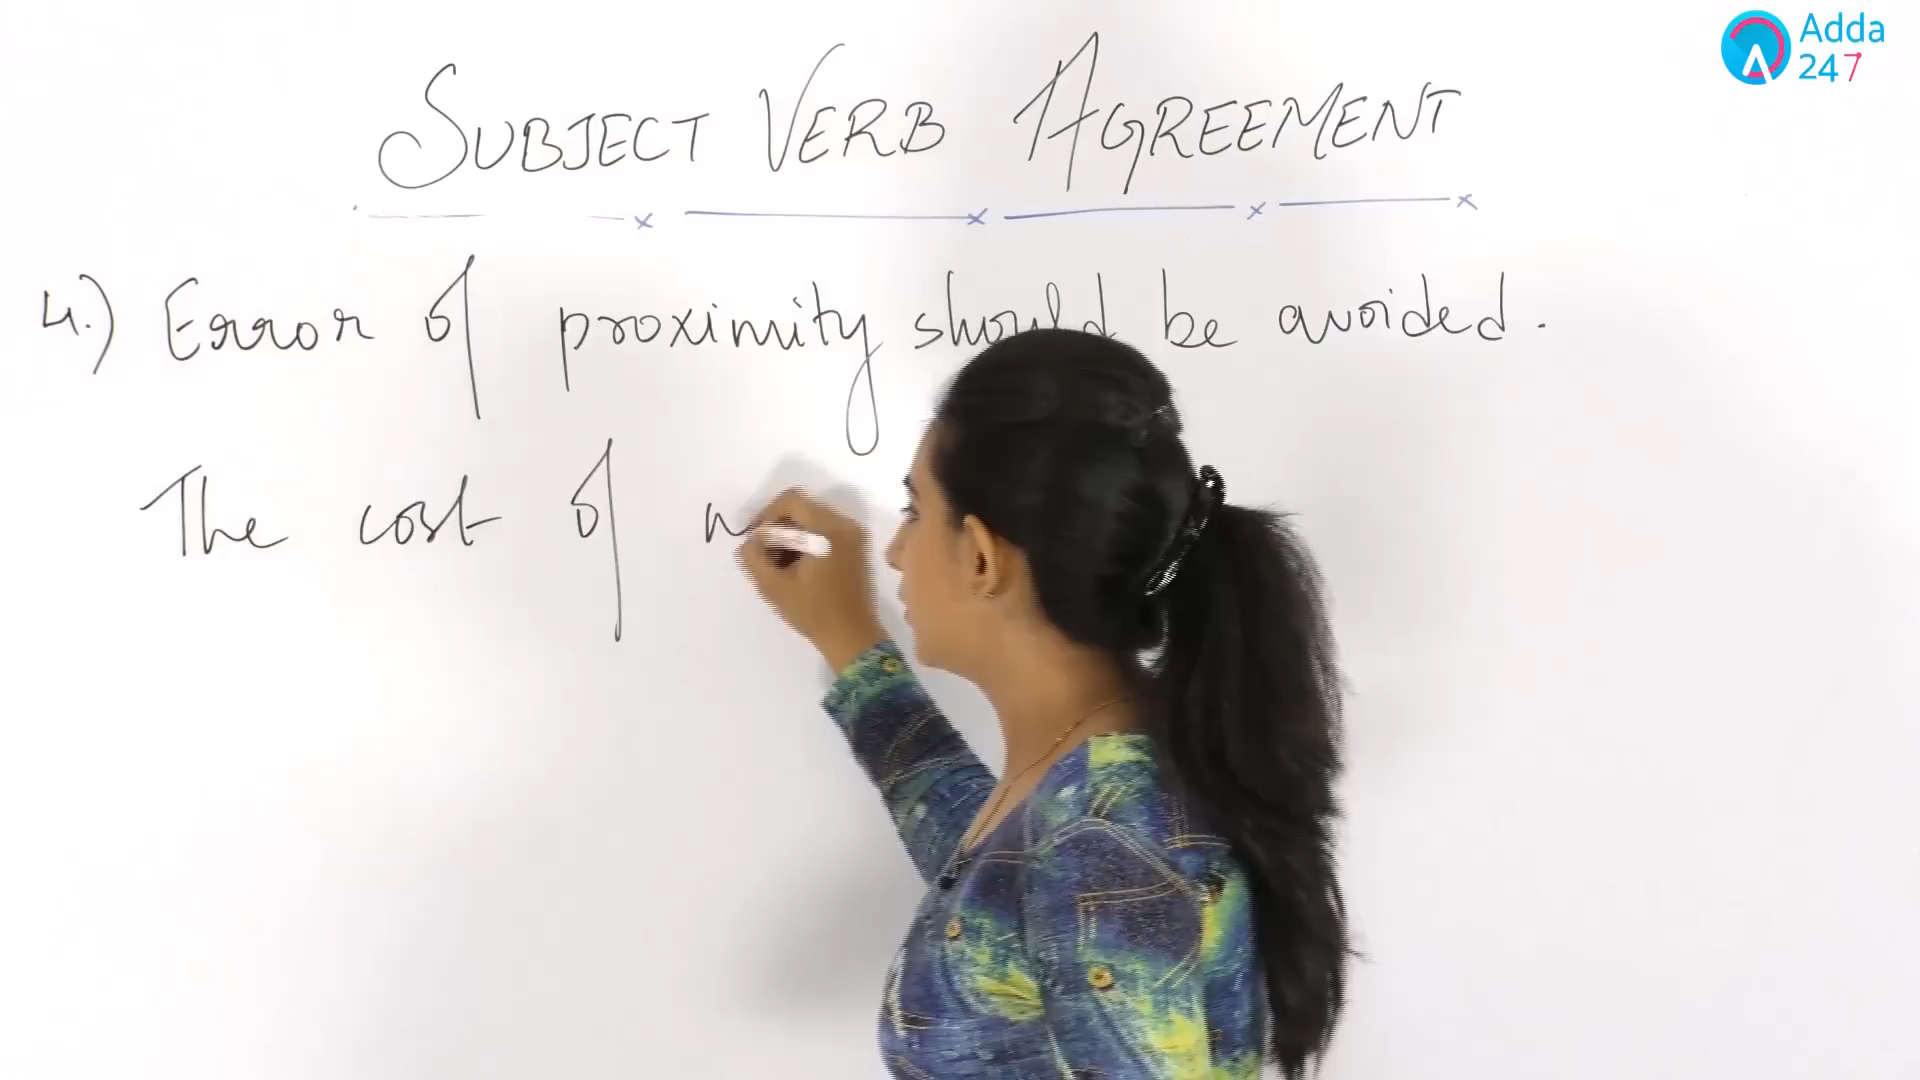 Adda
247
SUBJECT VERB AGREEMENT
4.) Error of proximity should be avoided.
The cost of